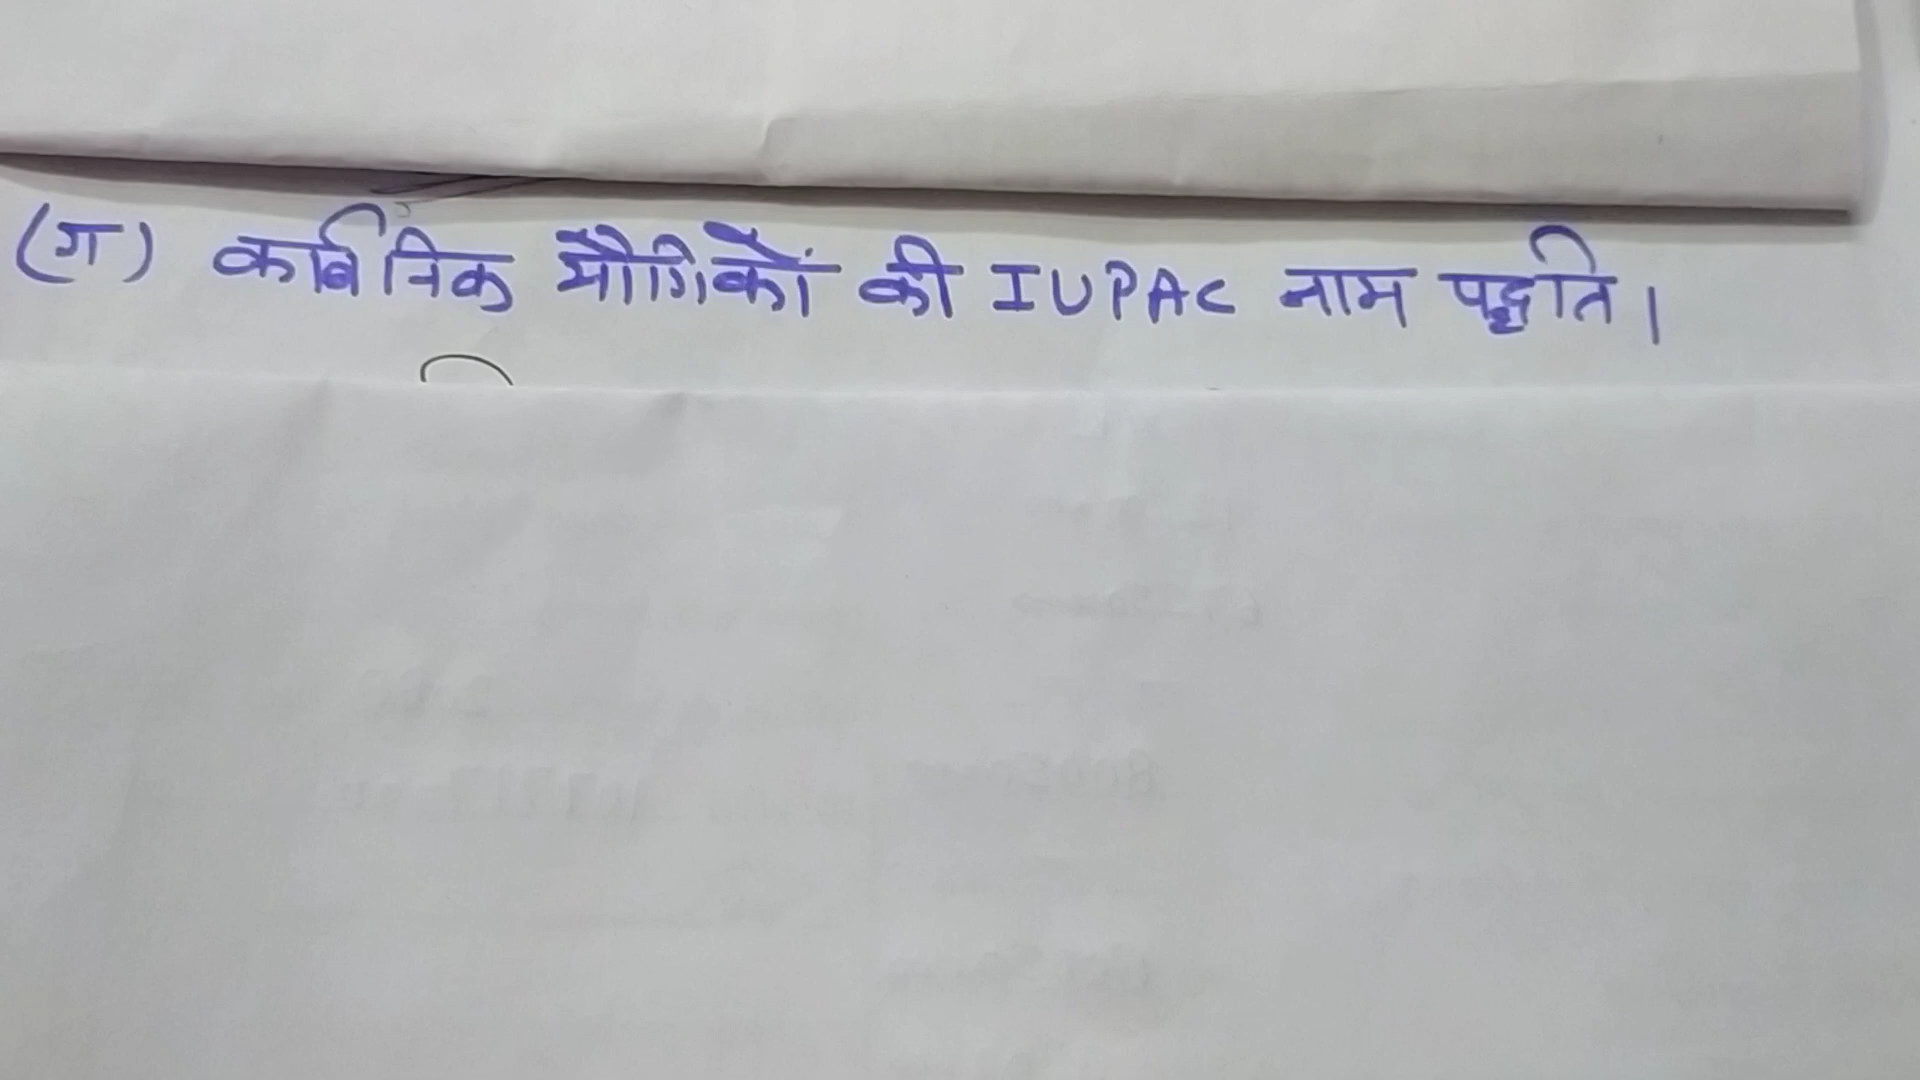 (ग) कार्बनिक यौगिकों की IUPAC नाम पद्धति।